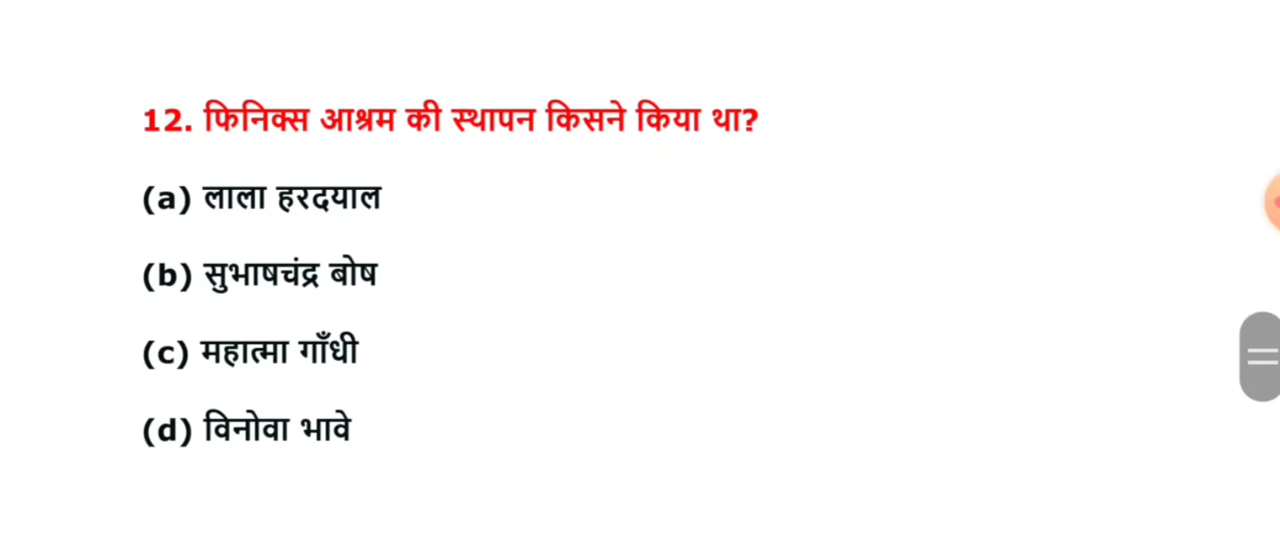 12. फिनिक्स आश्रम की स्थापन किसने किया था?
(a) लाला हरदयाल
(b) सुभाषचंद्र बोष
(c) महात्मा गाँधी
(d) विनोवा भावे